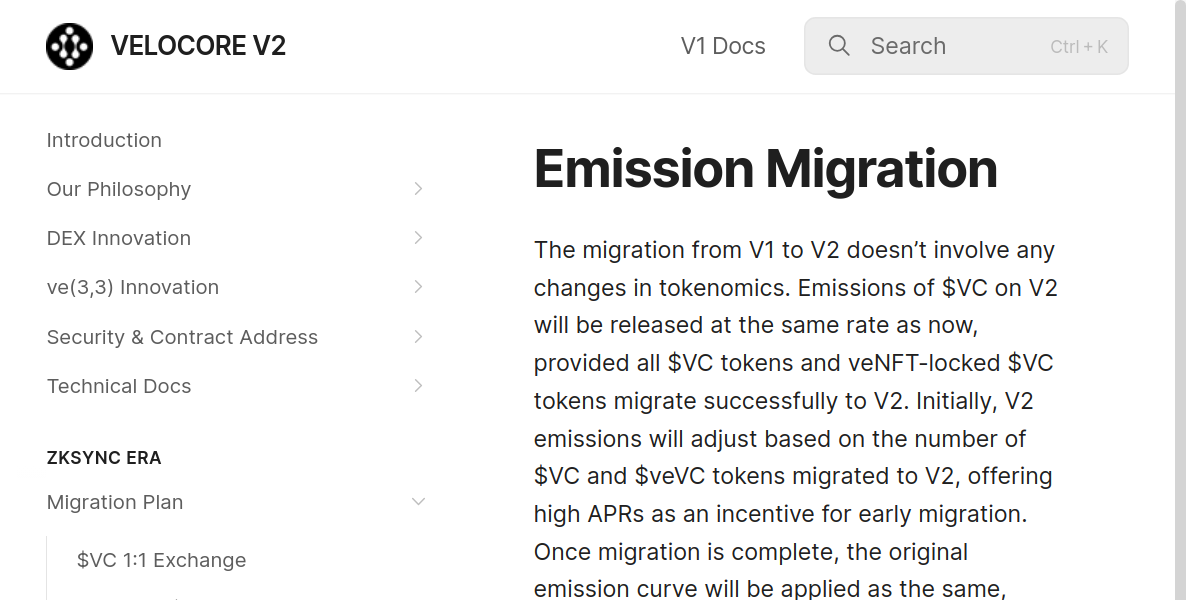 VELOCORE V2
V1 Docs
Search
Ctrl + K
Introduction
Our Philosophy
DEX Innovation
ve(3,3) Innovation
Security & Contract Address
Technical Docs
ZKSYNC ERA
Migration Plan
$VC 1:1 Exchange
Emission Migration
The migration from V1 to V2 doesn’t involve any
changes in tokenomics. Emissions of $VC on V2
will be released at the same rate as now,
provided all $VC tokens and veNFT-locked $VC
tokens migrate successfully to V2. Initially, V2
emissions will adjust based on the number of
$VC and $veVC tokens migrated to V2, offering
high APRs as an incentive for early migration.
Once migration is complete, the original
emission curve will be applied as the same,